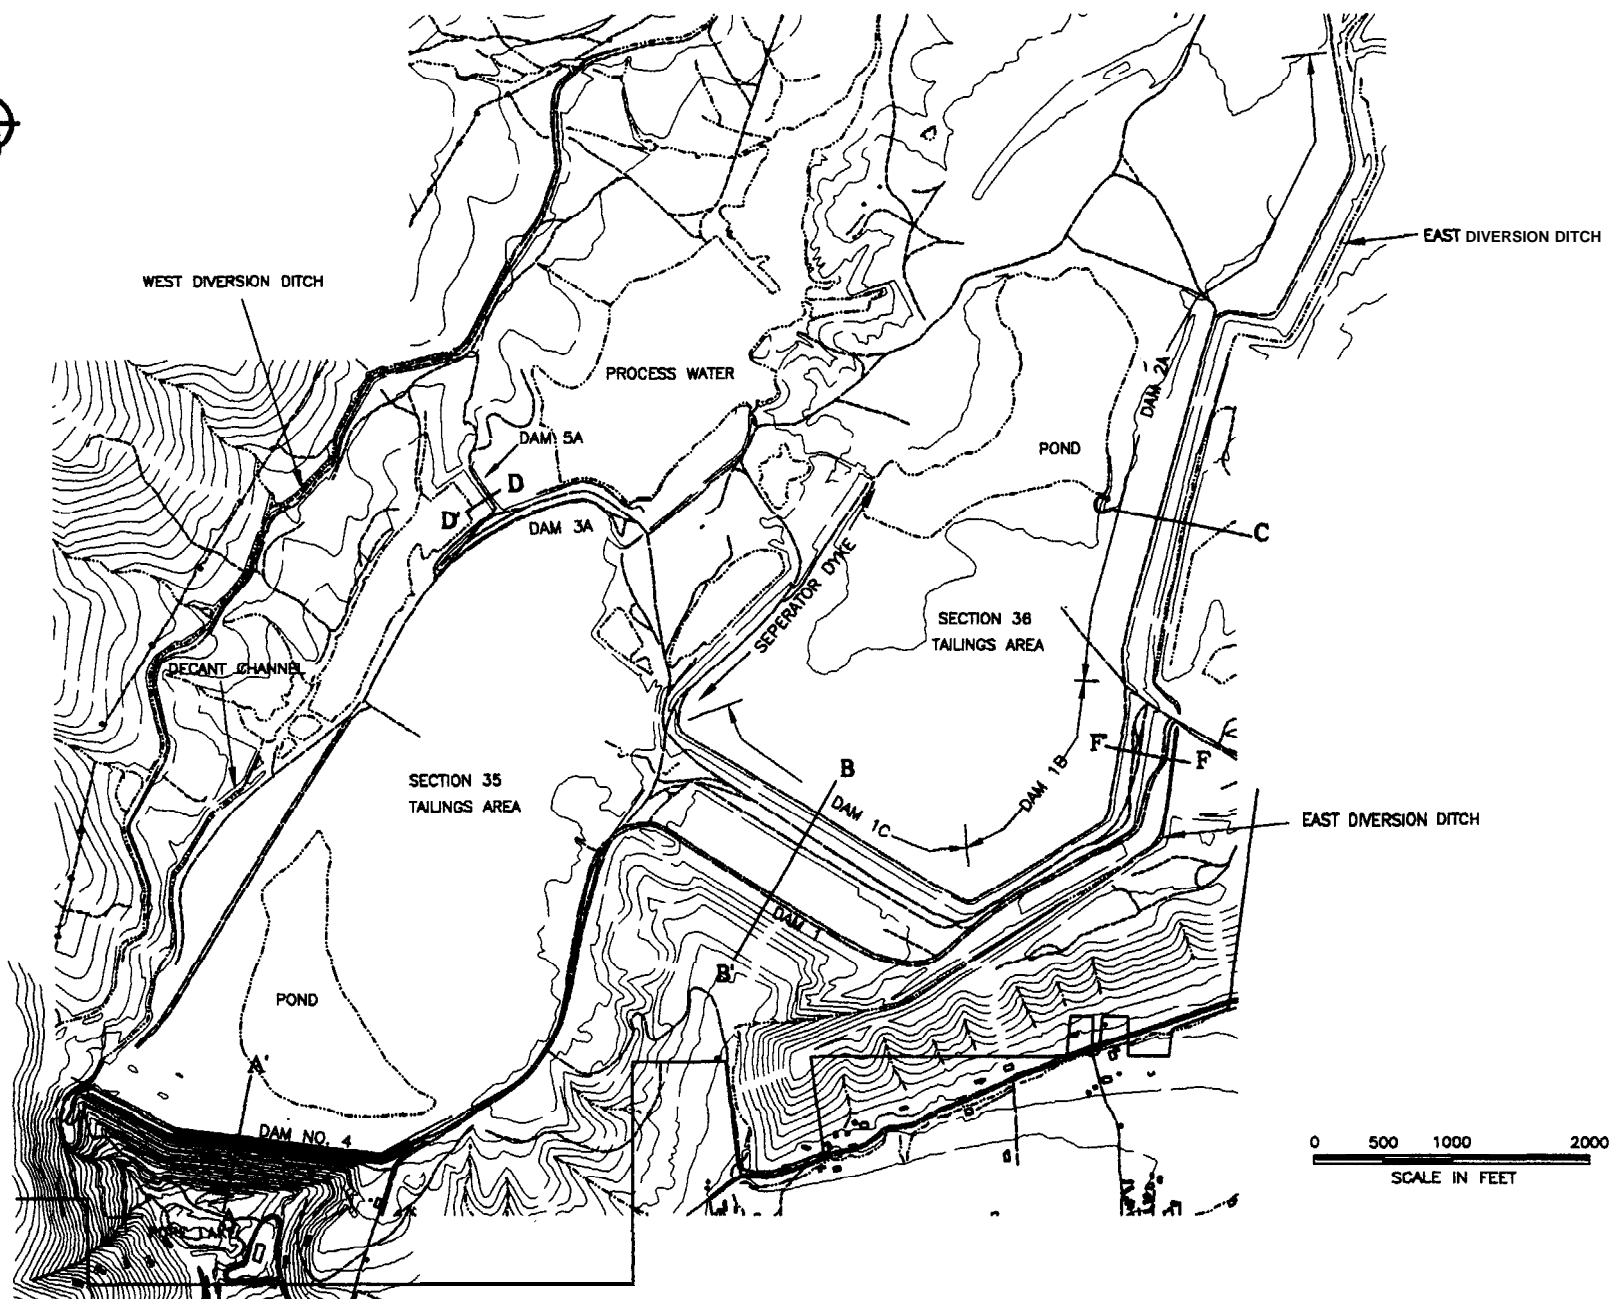 EAST DIVERSION DITCH
WEST DIVERSION DITCH
PROCESS WATER
DAM 2A
DAM 5A
POND
D
D'
DAM 3A
C
SEPERATOR DYKE
SECTION 36
TAILINGS AREA
DECANT CHANNEL
F'
F
B
SECTION 35
TAILINGS AREA
DAM 1C
DAM 1B
EAST DIVERSION DITCH
DAM 1
B'
POND
A'
DAM NO. 4
0 500 1000 2000
SCALE IN FEET
A